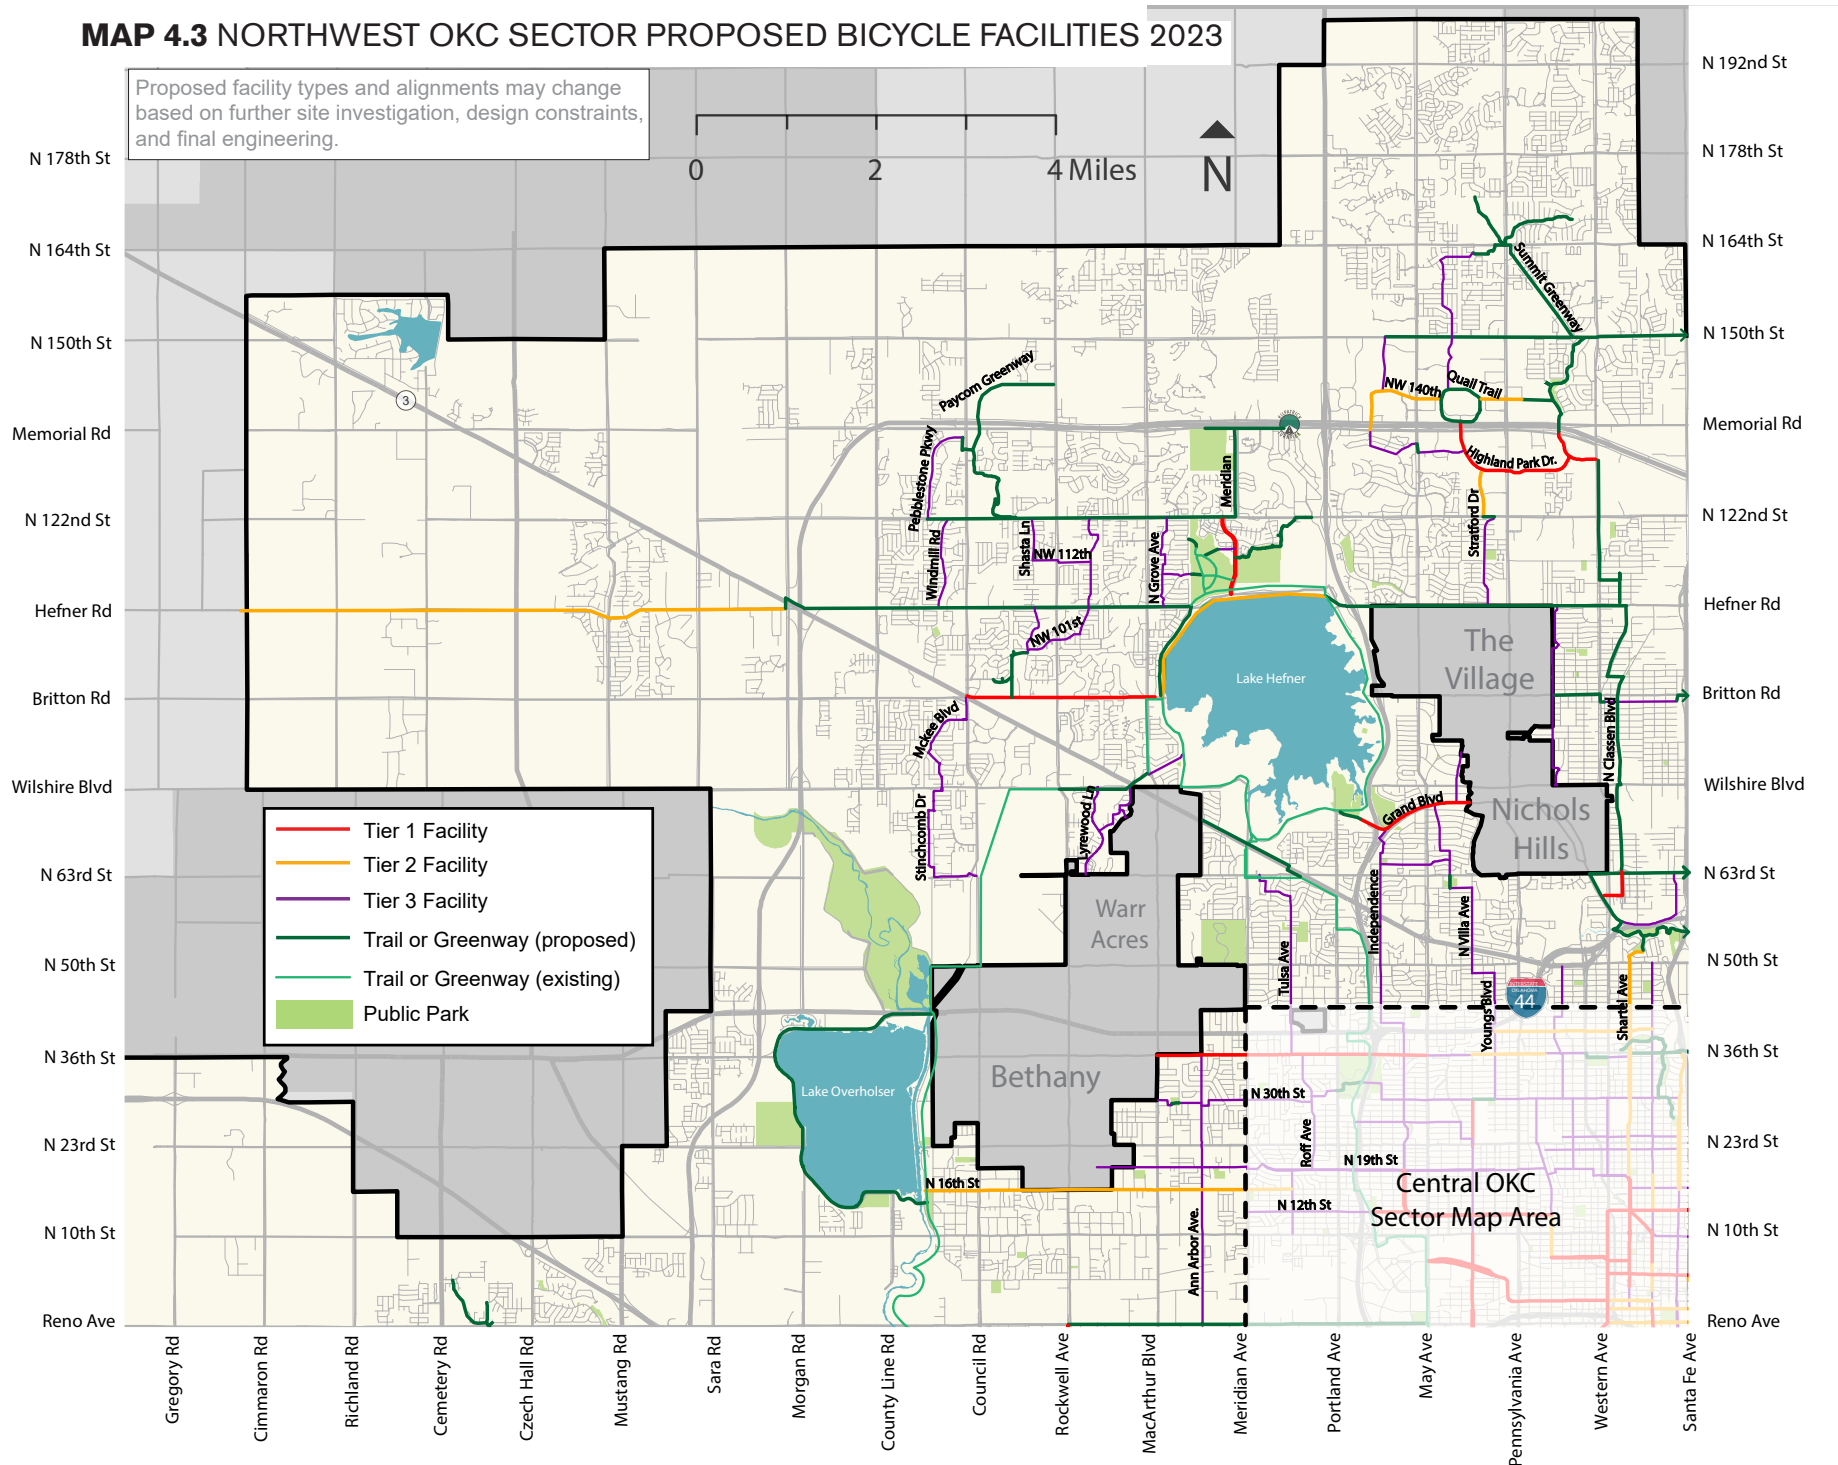 MAP 4.3 NORTHWEST OKC SECTOR PROPOSED BICYCLE FACILITIES 2023
Proposed facility types and alignments may change
based on further site investigation, design constraints,
and final engineering.
0 2 4 Miles
N
N 178th St
N 164th St
N 150th St
Memorial Rd
N 122nd St
Hefner Rd
Britton Rd
Wilshire Blvd
N 63rd St
N 50th St
N 36th St
N 23rd St
N 10th St
Reno Ave
N 192nd St
N 178th St
N 164th St
N 150th St
Memorial Rd
N 122nd St
Hefner Rd
Britton Rd
Wilshire Blvd
N 63rd St
N 50th St
N 36th St
N 23rd St
N 10th St
Reno Ave
3
Summit Greenway
Paycom Greenway
NW 140th
Quail Trail
Highland Park Dr.
Pebblestone Pkwy
Meridian
Stratford Dr
Windmill Rd
Shasta Ln
NW 112th
N Grove Ave
NW 101st
Lake Hefner
The
Village
Mckee Blvd
N Classen Blvd
Nichols
Hills
Grand Blvd
Stinchcomb Dr
Lyrewood Ln
Warr
Acres
Independence
N Villa Ave
Tulsa Ave
Youngs Blvd
INTERSTATE
OKLAHOMA
44
Shartel Ave
Tier 1 Facility
Tier 2 Facility
Tier 3 Facility
Trail or Greenway (proposed)
Trail or Greenway (existing)
Public Park
Lake Overholser
Bethany
N 30th St
Roff Ave
N 19th St
N 16th St
N 12th St
Central OKC
Sector Map Area
Ann Arbor Ave.
Gregory Rd
Cimmaron Rd
Richland Rd
Cemetery Rd
Czech Hall Rd
Mustang Rd
Sara Rd
Morgan Rd
County Line Rd
Council Rd
Rockwell Ave
MacArthur Blvd
Meridian Ave
Portland Ave
May Ave
Pennsylvania Ave
Western Ave
Santa Fe Ave